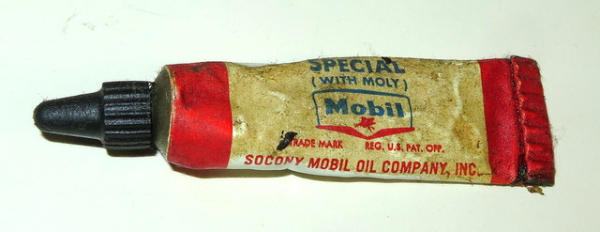 SPECIAL
(WITH MOLY)
Mobil
TRADE MARK REG. U.S. PAT. OFF.
SOCONY MOBIL OIL COMPANY, INC.